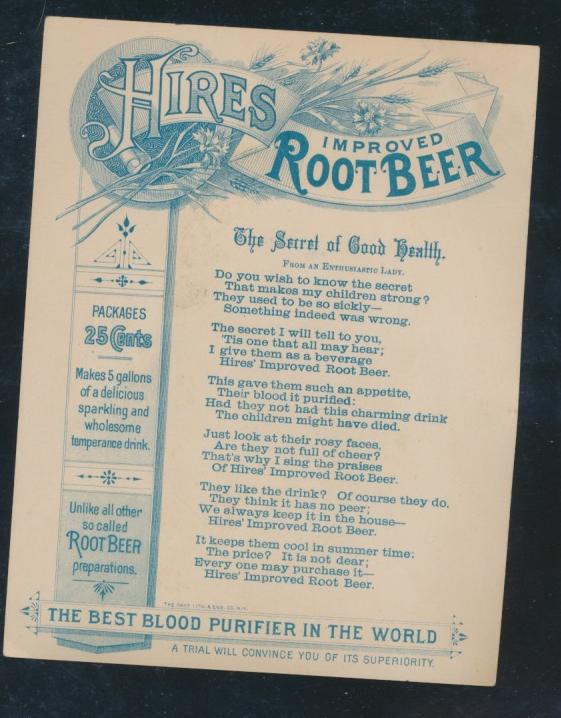 HIRES
IMPROVED
ROOT BEER
The Secret of Good Health.
FROM AN ENTHUSIASTIC LADY.
Do you wish to know the secret
That makes my children strong?
They used to be so sickly—
Something indeed was wrong.
The secret I will tell to you,
'Tis one that all may hear;
I give them as a beverage
Hires' Improved Root Beer.
This gave them such an appetite,
Their blood it purified:
Had they not had this charming drink
The children might have died.
Just look at their rosy faces,
Are they not full of cheer?
That's why I sing the praises
Of Hires' Improved Root Beer.
They like the drink? Of course they do.
They think it has no peer;
We always keep it in the house—
Hires' Improved Root Beer.
It keeps them cool in summer time:
The price? It is not dear;
Every one may purchase it—
Hires' Improved Root Beer.
PACKAGES
25 Cents
Makes 5 gallons
of a delicious
sparkling and
wholesome
temperance drink.
Unlike all other
so called
ROOT BEER
preparations.
THE BEST BLOOD PURIFIER IN THE WORLD
A TRIAL WILL CONVINCE YOU OF ITS SUPERIORITY.